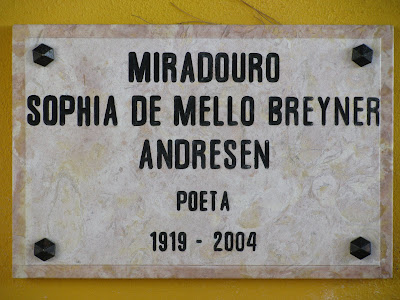 MIRADOURO
SOPHIA DE MELLO BREYNER
ANDRESEN
POETA
1919 - 2004